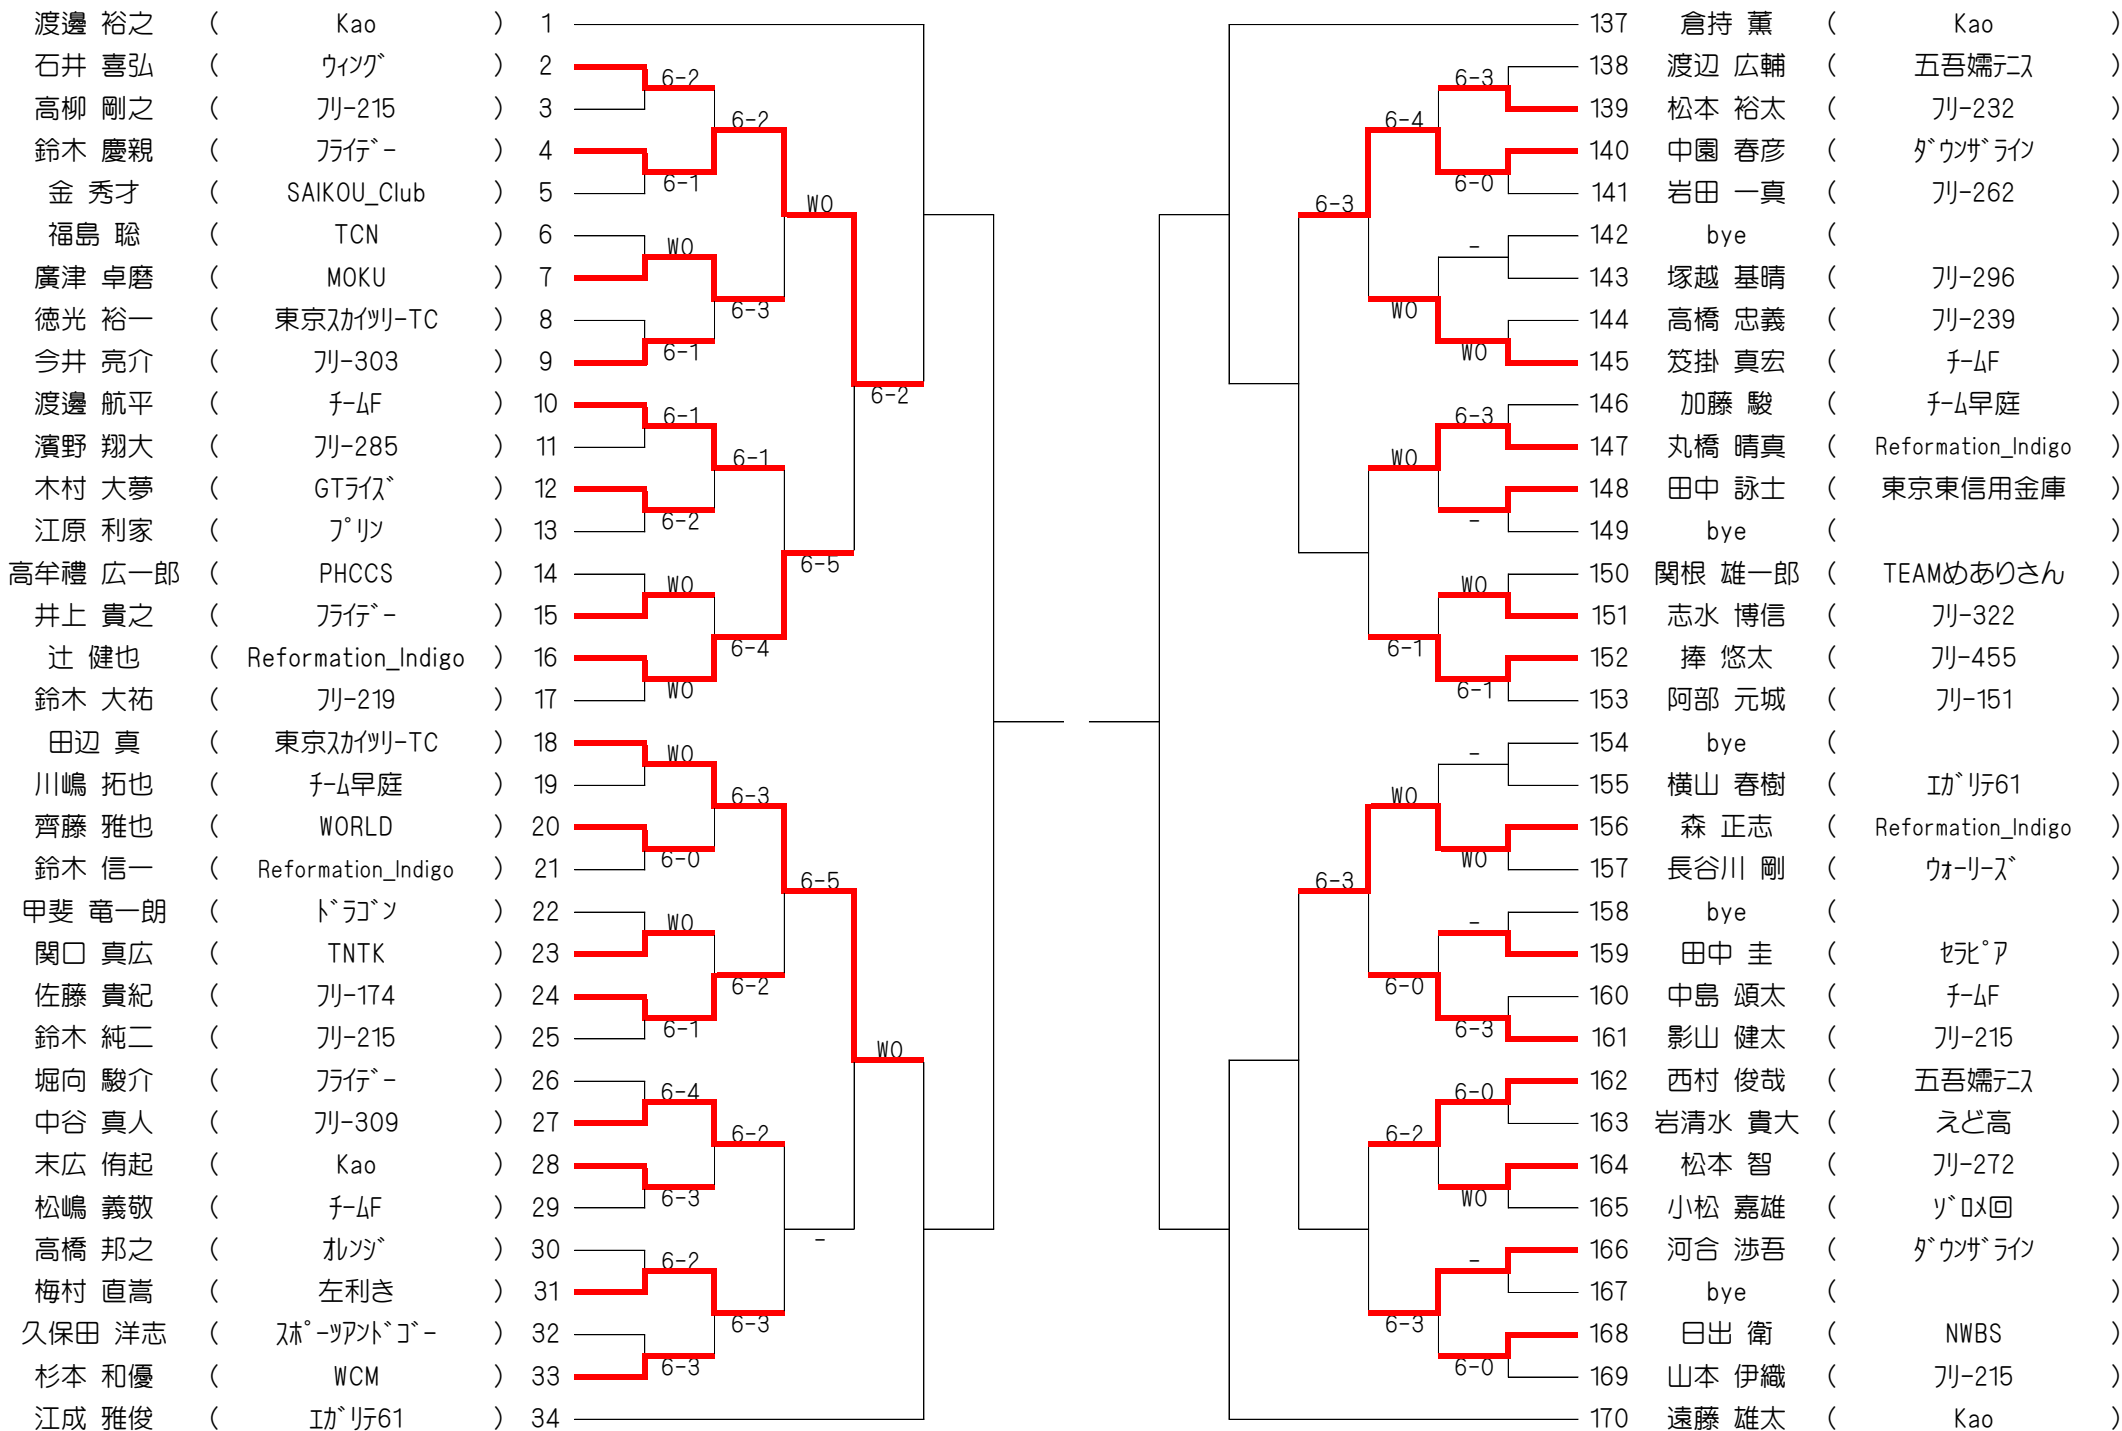 渡邊 裕之 ( Kao ) 1 137 倉持 薫 ( Kao )
石井 喜弘 ( ｳｨﾝｸﾞ ) 2 138 渡辺 広輔 ( 五吾嬬ﾃﾆｽ )
6-2 6-3
高柳 剛之 ( ﾌﾘｰ215 ) 3 139 松本 裕太 ( ﾌﾘｰ232 )
6-2 6-4
鈴木 慶親 ( ﾌﾗｲﾃﾞｰ ) 4 140 中園 春彦 ( ﾀﾞｳﾝｻﾞﾗｲﾝ )
6-1 6-0
金 秀才 ( SAIKOU_Club ) 5 141 岩田 一真 ( ﾌﾘｰ262 )
WO 6-3
福島 聡 ( TCN ) 6 142 bye ( )
WO -
廣津 卓磨 ( MOKU ) 7 143 塚越 基晴 ( ﾌﾘｰ296 )
6-3 WO
徳光 裕一 ( 東京ｽｶｲﾂﾘｰTC ) 8 144 高橋 忠義 ( ﾌﾘｰ239 )
6-1 WO
今井 亮介 ( ﾌﾘｰ303 ) 9 145 笈掛 真宏 ( ﾁｰﾑF )
6-2
渡邊 航平 ( ﾁｰﾑF ) 10 146 加藤 駿 ( ﾁｰﾑ早庭 )
6-1 6-3
濱野 翔大 ( ﾌﾘｰ285 ) 11 147 丸橋 晴真 ( Reformation_Indigo )
6-1 WO
木村 大夢 ( GTﾗｲｽﾞ ) 12 148 田中 詠士 ( 東京東信用金庫 )
6-2 -
江原 利家 ( ﾌﾟﾘﾝ ) 13 149 bye ( )
6-5
高牟禮 広一郎 ( PHCCS ) 14 150 関根 雄一郎 ( TEAMめありさん )
WO WO
井上 貴之 ( ﾌﾗｲﾃﾞｰ ) 15 151 志水 博信 ( ﾌﾘｰ322 )
6-4 6-1
辻 健也 ( Reformation_Indigo ) 16 152 捧 悠太 ( ﾌﾘｰ455 )
WO 6-1
鈴木 大祐 ( ﾌﾘｰ219 ) 17 153 阿部 元城 ( ﾌﾘｰ151 )
田辺 真 ( 東京ｽｶｲﾂﾘｰTC ) 18 154 bye ( )
WO -
川嶋 拓也 ( ﾁｰﾑ早庭 ) 19 155 横山 春樹 ( ｴｶﾞﾘﾃ61 )
6-3 WO
齊藤 雅也 ( WORLD ) 20 156 森 正志 ( Reformation_Indigo )
6-0 WO
鈴木 信一 ( Reformation_Indigo ) 21 157 長谷川 剛 ( ｳｫｰﾘｰｽﾞ )
6-5 6-3
甲斐 竜一朗 ( ﾄﾞﾗｺﾞﾝ ) 22 158 bye ( )
WO -
関口 真広 ( TNTK ) 23 159 田中 圭 ( ｾﾗﾋﾟｱ )
6-2 6-0
佐藤 貴紀 ( ﾌﾘｰ174 ) 24 160 中島 頌太 ( ﾁｰﾑF )
6-1 6-3
鈴木 純二 ( ﾌﾘｰ215 ) 25 161 影山 健太 ( ﾌﾘｰ215 )
WO
堀向 駿介 ( ﾌﾗｲﾃﾞｰ ) 26 162 西村 俊哉 ( 五吾嬬ﾃﾆｽ )
6-4 6-0
中谷 真人 ( ﾌﾘｰ309 ) 27 163 岩清水 貴大 ( えど高 )
6-2 6-2
末広 侑起 ( Kao ) 28 164 松本 智 ( ﾌﾘｰ272 )
6-3 WO
松嶋 義敬 ( ﾁｰﾑF ) 29 165 小松 嘉雄 ( ｿﾞﾛﾒ回 )
-
高橋 邦之 ( ｵﾚﾝｼﾞ ) 30 166 河合 渉吾 ( ﾀﾞｳﾝｻﾞﾗｲﾝ )
6-2 -
梅村 直嵩 ( 左利き ) 31 167 bye ( )
6-3 6-3
久保田 洋志 ( ｽﾎﾟｰﾂｱﾝﾄﾞｺﾞｰ ) 32 168 日出 衛 ( NWBS )
6-3 6-0
杉本 和優 ( WCM ) 33 169 山本 伊織 ( ﾌﾘｰ215 )
江成 雅俊 ( ｴｶﾞﾘﾃ61 ) 34 170 遠藤 雄太 ( Kao )